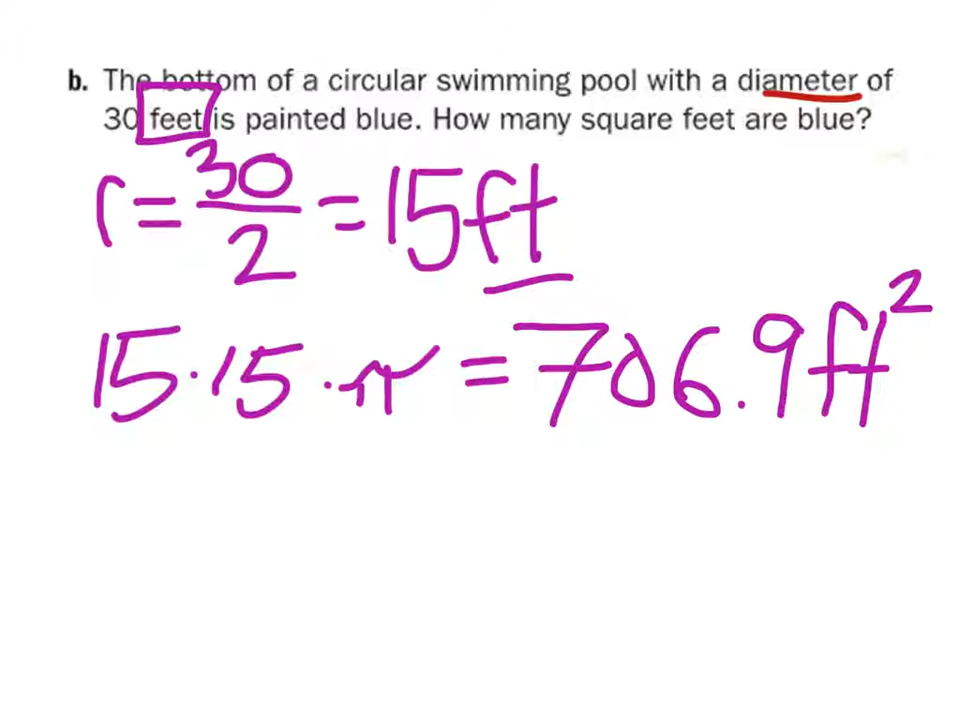 b. The bottom of a circular swimming pool with a diameter of
30 feet is painted blue. How many square feet are blue?
r = 30/2 = 15ft
15·15·π = 706.9ft²